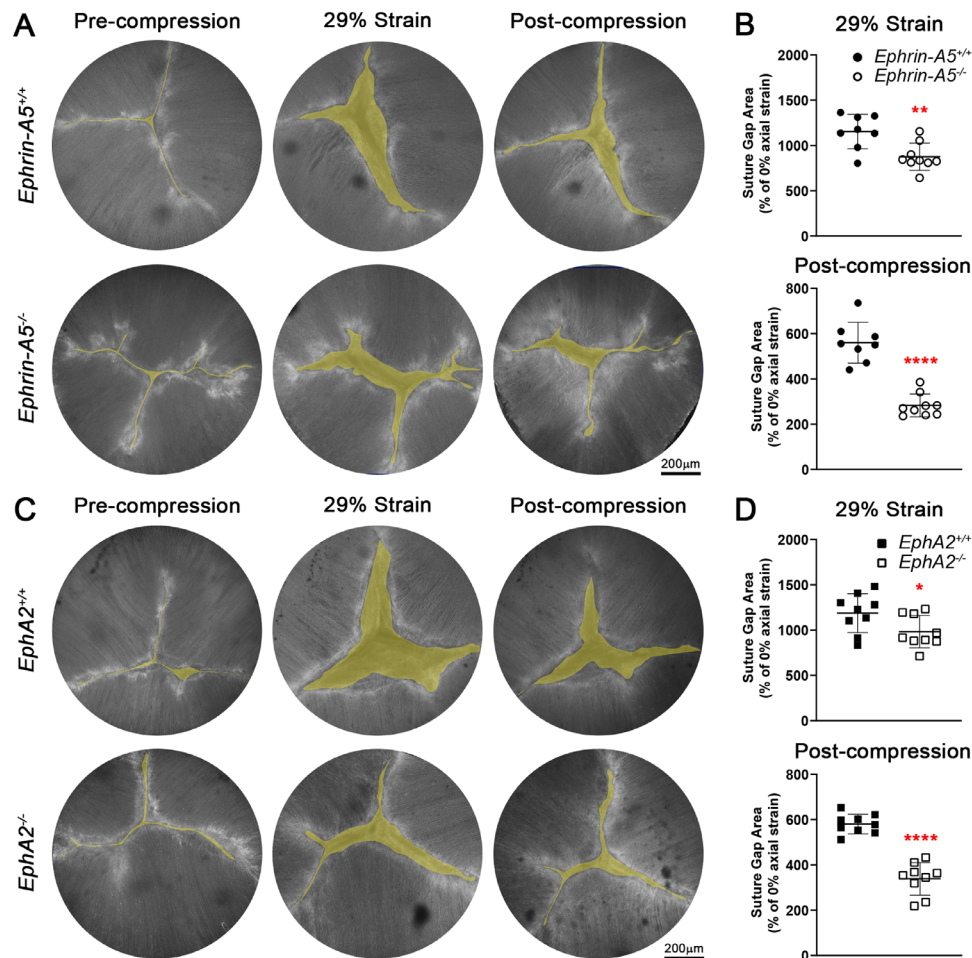 A
Pre-compression
29% Strain
Post-compression
Ephrin-A5+/+
Ephrin-A5-/-
200μm
B
29% Strain
Ephrin-A5+/+
Ephrin-A5-/-
Suture Gap Area
(% of 0% axial strain)
2000
1500
1000
500
0
**
Post-compression
Suture Gap Area
(% of 0% axial strain)
800
600
400
200
0
****
C
Pre-compression
29% Strain
Post-compression
EphA2+/+
EphA2-/-
200μm
D
29% Strain
EphA2+/+
EphA2-/-
Suture Gap Area
(% of 0% axial strain)
2000
1500
1000
500
0
*
Post-compression
Suture Gap Area
(% of 0% axial strain)
800
600
400
200
0
****